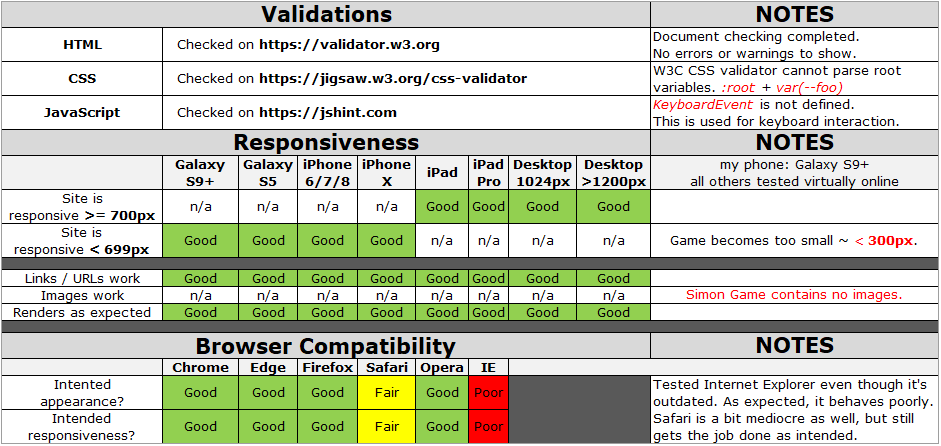 Validations NOTES
HTML Checked on https://validator.w3.org Document checking completed.
No errors or warnings to show.
CSS Checked on https://jigsaw.w3.org/css-validator W3C CSS validator cannot parse root
variables. :root + var(--foo)
JavaScript Checked on https://jshint.com KeyboardEvent is not defined.
This is used for keyboard interaction.
Responsiveness NOTES
Galaxy Galaxy iPhone iPhone iPad iPad Desktop Desktop my phone: Galaxy S9+
S9+ S5 6/7/8 X Pro 1024px >1200px all others tested virtually online
Site is
responsive >= 700px n/a n/a n/a n/a Good Good Good Good
Site is
responsive < 699px Good Good Good Good n/a n/a n/a n/a Game becomes too small ~ < 300px.
Links / URLs work Good Good Good Good Good Good Good Good
Images work n/a n/a n/a n/a n/a n/a n/a n/a Simon Game contains no images.
Renders as expected Good Good Good Good Good Good Good Good
Browser Compatibility NOTES
Chrome Edge Firefox Safari Opera IE
Intented
appearance? Good Good Good Fair Good Poor Tested Internet Explorer even though it's
outdated. As expected, it behaves poorly.
Intended
responsiveness? Good Good Good Fair Good Poor Safari is a bit mediocre as well, but still
gets the job done as intended.